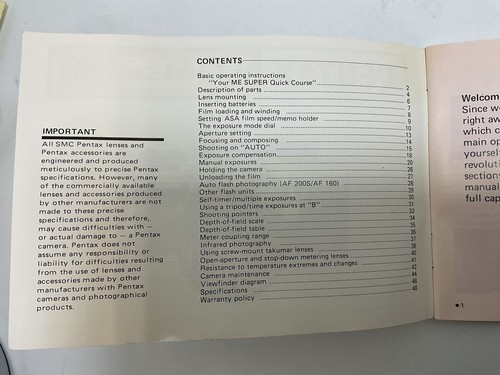 CONTENTS
Basic operating instructions
"Your ME SUPER Quick Course"
Description of parts 2
Lens mounting 4
Inserting batteries 6
Film loading and winding 7
Setting ASA film speed/memo holder
The exposure mode dial 10
Aperture setting 13
Focusing and composing 14
Shooting on "AUTO" 15
Exposure compensation 18
Manual exposures 20
Holding the camera 26
Unloading the film 27
Auto flash photography (AF 200S/AF 160) 28
Other flash units 29
Self-timer/multiple exposures 30
Using a tripod/time exposures at "B" 31
Shooting pointers 32
Depth-of-field scale 34
Depth-of-field table 35
Meter coupling range 36
Infrared photography 37
Using screw-mount takumar lenses 38
Open-aperture and stop-down metering lenses 40
Resistance to temperature extremes and changes 41
Camera maintenance 42
Viewfinder diagram 44
Specifications 46
Warranty policy 48
IMPORTANT
All SMC Pentax lenses and
Pentax accessories are
engineered and produced
meticulously to precise Pentax
specifications. However, many
of the commercially available
lenses and accessories produced
by other manufacturers are not
made to these precise
specifications and therefore,
may cause difficulties with —
or actual damage to — a Pentax
camera. Pentax does not
assume any responsibility or
liability for difficulties resulting
from the use of lenses and
accessories made by other
manufacturers with Pentax
cameras and photographical
products.
Welcom
Since w
right aw
which c
main op
yoursel
revoluti
section
manual
full cap
•1